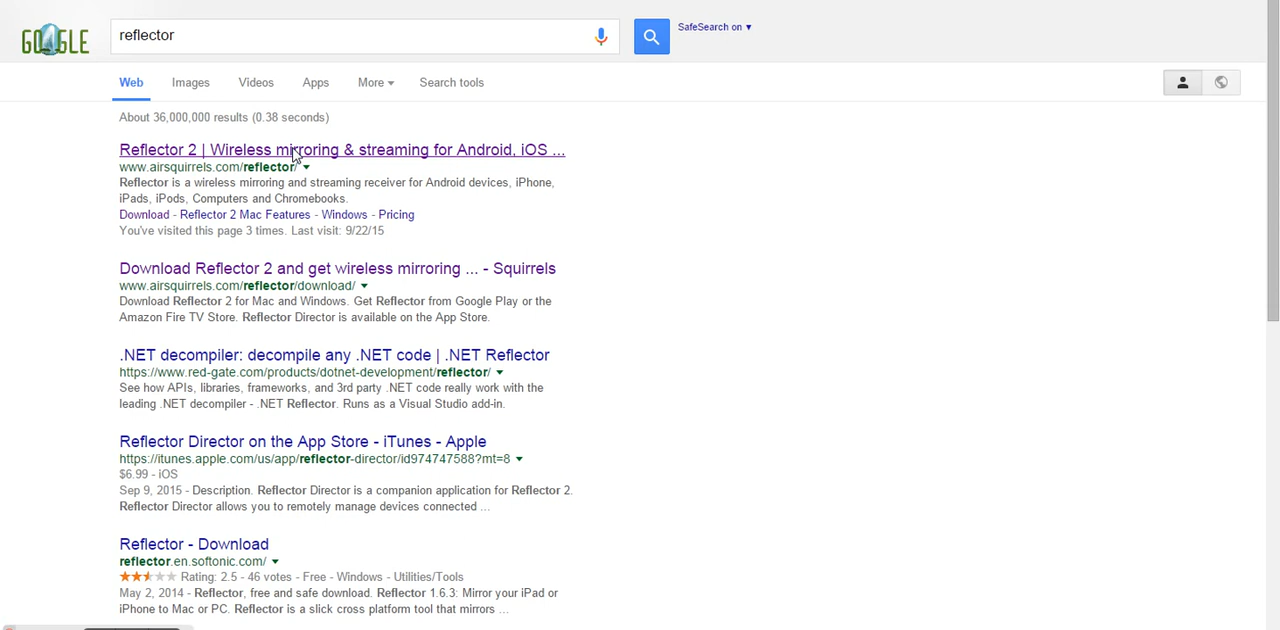 GOOGLE
reflector
SafeSearch on ▾
Web Images Videos Apps More ▾ Search tools
About 36,000,000 results (0.38 seconds)
Reflector 2 | Wireless mirroring & streaming for Android, iOS ...
www.airsquirrels.com/reflector/ ▾
Reflector is a wireless mirroring and streaming receiver for Android devices, iPhone,
iPads, iPods, Computers and Chromebooks.
Download - Reflector 2 Mac Features - Windows - Pricing
You've visited this page 3 times. Last visit: 9/22/15
Download Reflector 2 and get wireless mirroring ... - Squirrels
www.airsquirrels.com/reflector/download/ ▾
Download Reflector 2 for Mac and Windows. Get Reflector from Google Play or the
Amazon Fire TV Store. Reflector Director is available on the App Store.
.NET decompiler: decompile any .NET code | .NET Reflector
https://www.red-gate.com/products/dotnet-development/reflector/ ▾
See how APIs, libraries, frameworks, and 3rd party .NET code really work with the
leading .NET decompiler - .NET Reflector. Runs as a Visual Studio add-in.
Reflector Director on the App Store - iTunes - Apple
https://itunes.apple.com/us/app/reflector-director/id974747588?mt=8 ▾
$6.99 - iOS
Sep 9, 2015 - Description. Reflector Director is a companion application for Reflector 2.
Reflector Director allows you to remotely manage devices connected ...
Reflector - Download
reflector.en.softonic.com/ ▾
Rating: 2.5 - 46 votes - Free - Windows - Utilities/Tools
May 2, 2014 - Reflector, free and safe download. Reflector 1.6.3: Mirror your iPad or
iPhone to Mac or PC. Reflector is a slick cross platform tool that mirrors ...